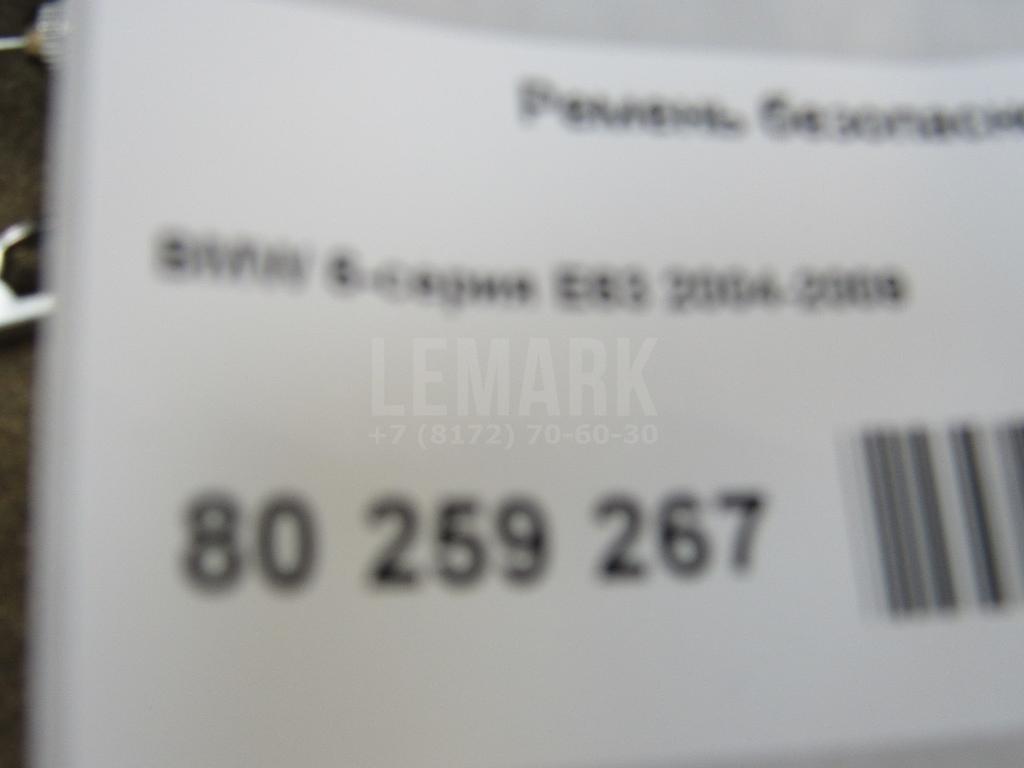 Ремень безопасн
BMW 6-серия E63 2004-2009
LEMARK
+7 (8172) 70-60-30
80 259 267